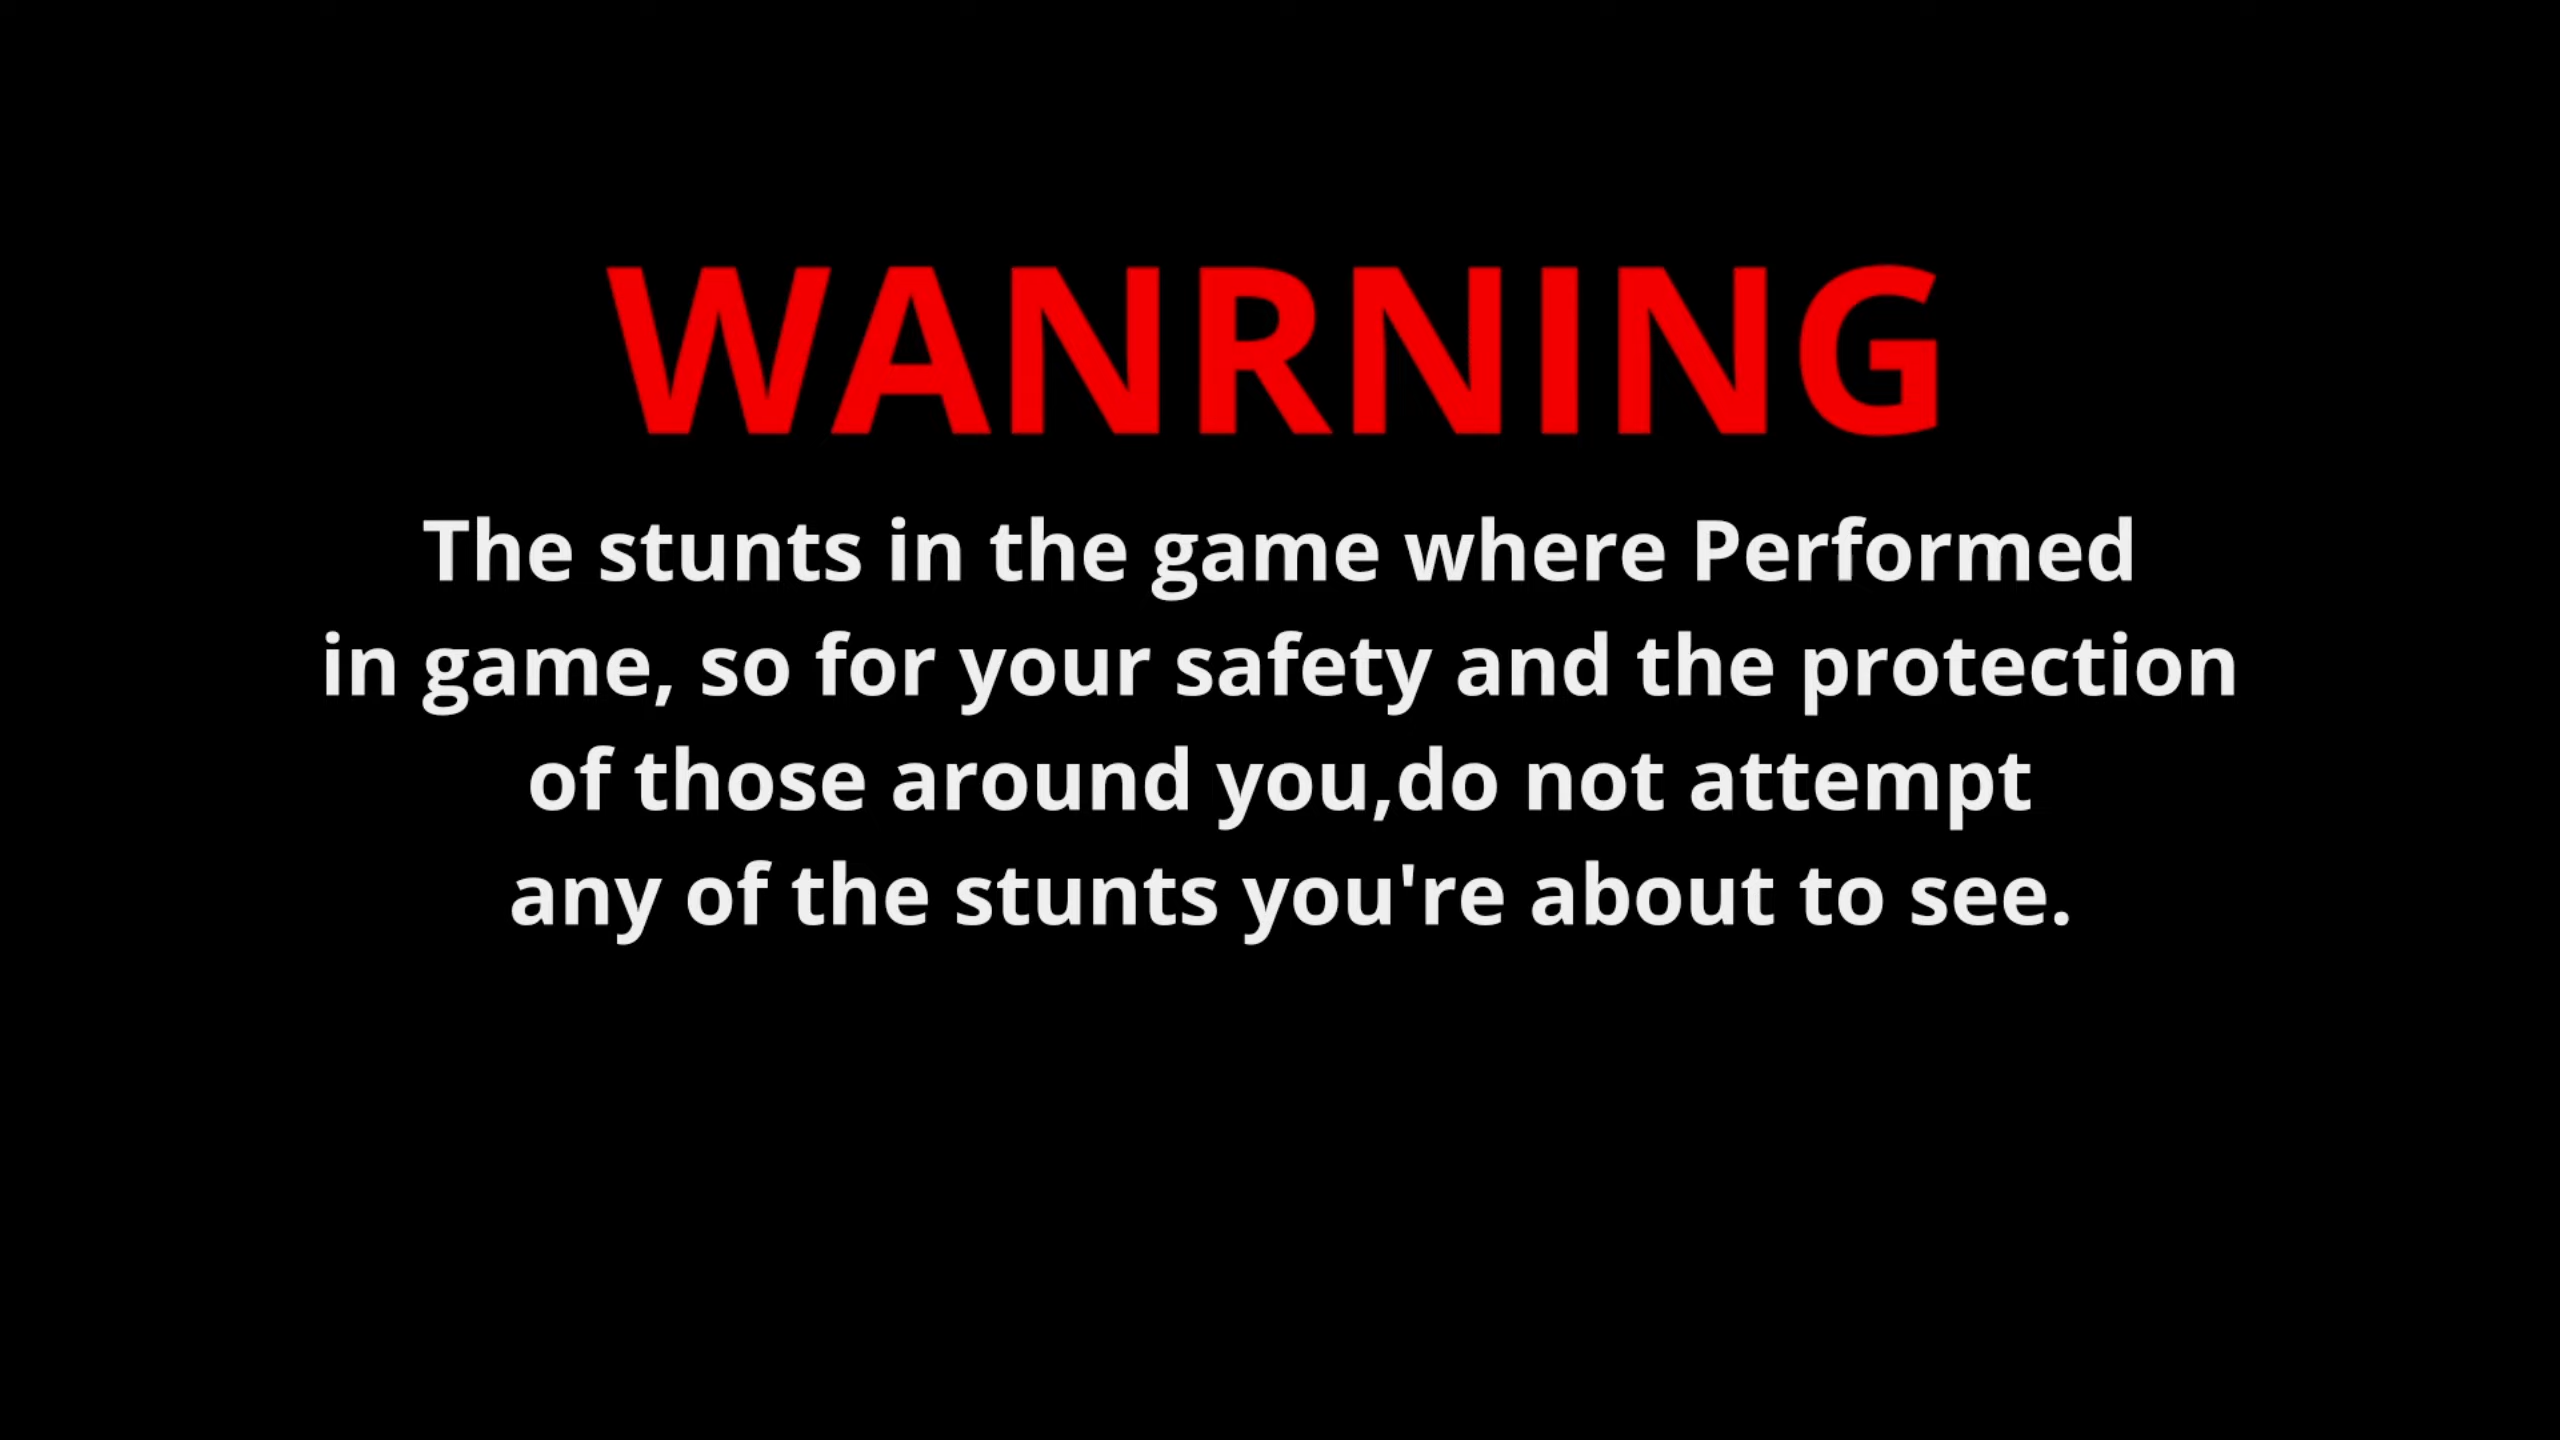 WANRNING
The stunts in the game where Performed
in game, so for your safety and the protection
of those around you,do not attempt
any of the stunts you're about to see.